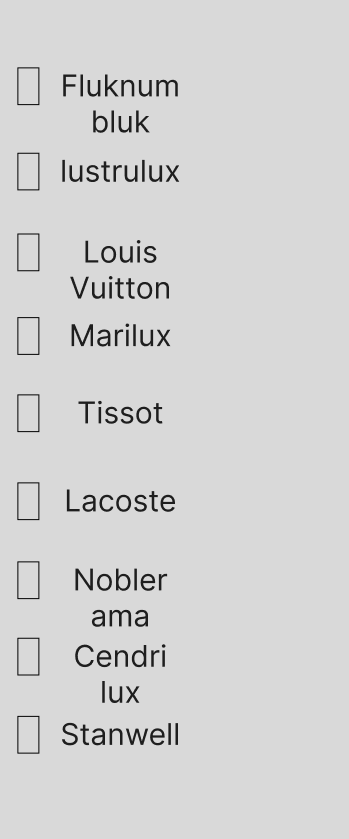 Fluknum
bluk
lustrulux
Louis
Vuitton
Marilux
Tissot
Lacoste
Nobler
ama
Cendri
lux
Stanwell